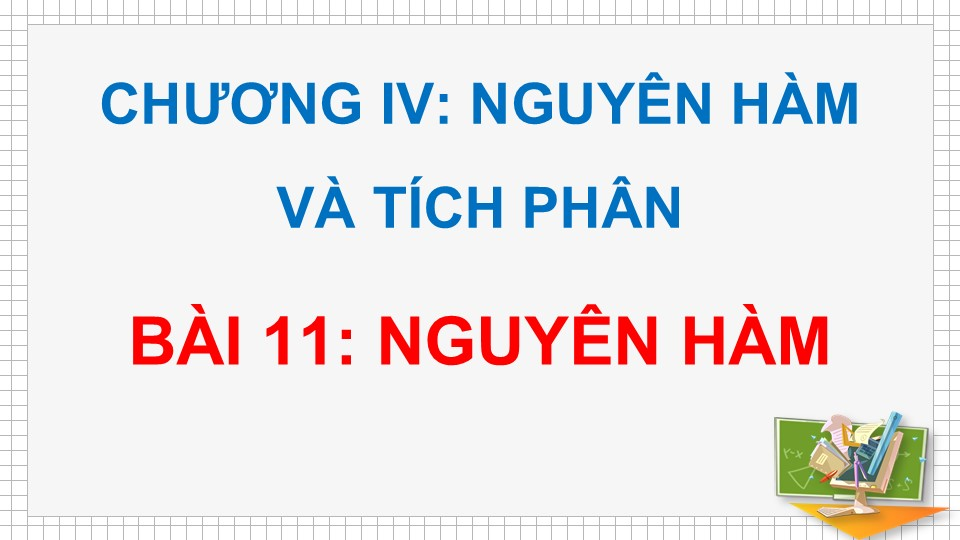 CHƯƠNG IV: NGUYÊN HÀM
VÀ TÍCH PHÂN
BÀI 11: NGUYÊN HÀM